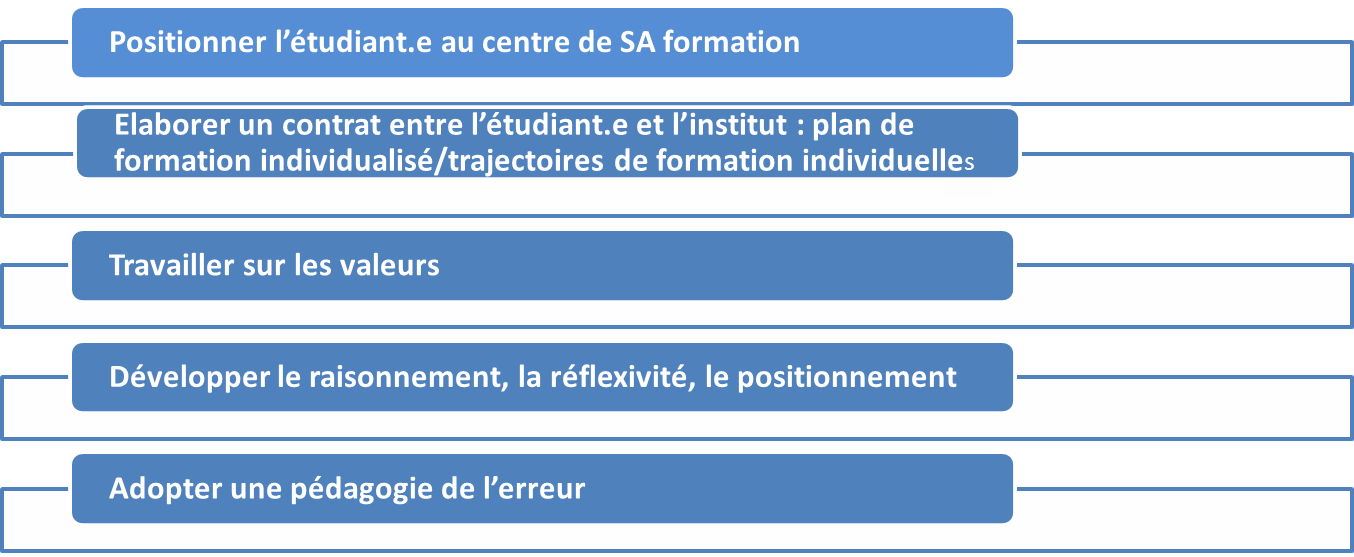 Positionner l’étudiant.e au centre de SA formation
Elaborer un contrat entre l’étudiant.e et l’institut : plan de
formation individualisé/trajectoires de formation individuelles
Travailler sur les valeurs
Développer le raisonnement, la réflexivité, le positionnement
Adopter une pédagogie de l’erreur